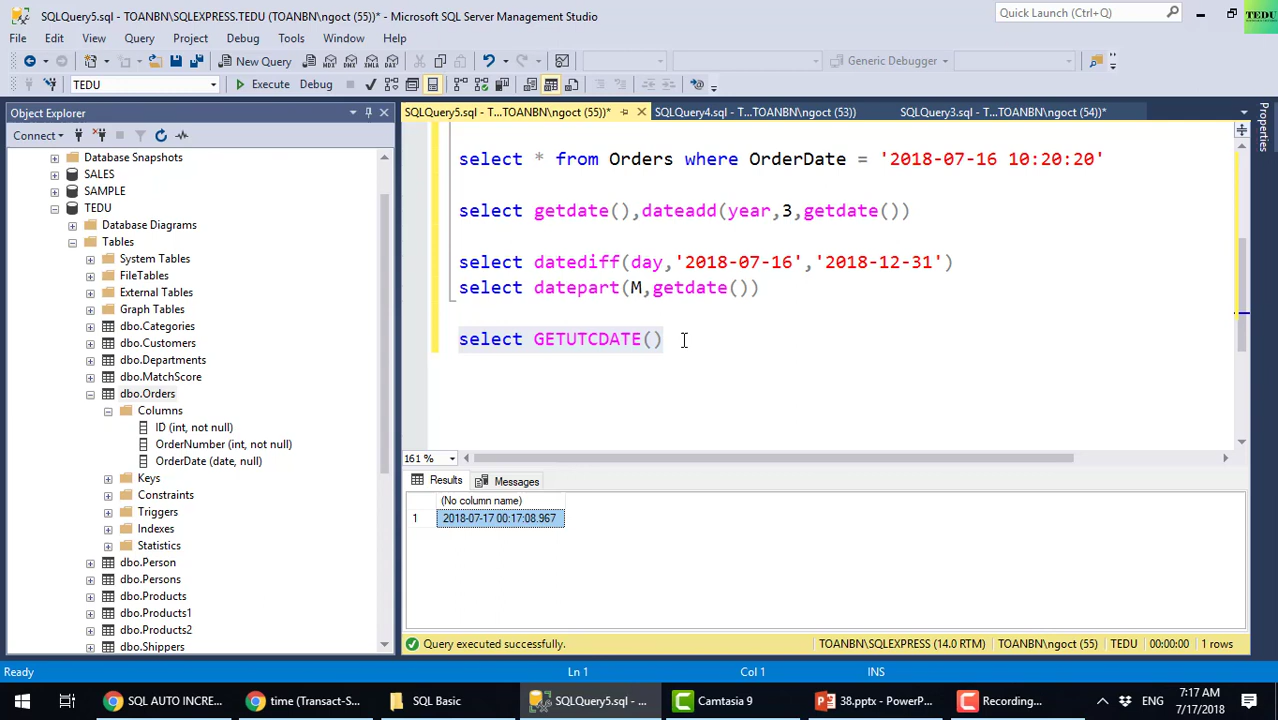 SQLQuery5.sql - TOANBN\SQLEXPRESS.TEDU (TOANBN\ngoct (55))* - Microsoft SQL Server Management Studio
Quick Launch (Ctrl+Q)
TEDU
File Edit View Query Project Debug Tools Window Help
New Query
Generic Debugger
TEDU
Execute Debug
Object Explorer
SQLQuery5.sql - T...TOANBN\ngoct (55))*
SQLQuery4.sql - T...TOANBN\ngoct (53))
SQLQuery3.sql - T...TOANBN\ngoct (54))*
Properties
Connect
Database Snapshots
SALES
SAMPLE
TEDU
Database Diagrams
Tables
System Tables
FileTables
External Tables
Graph Tables
dbo.Categories
dbo.Customers
dbo.Departments
dbo.MatchScore
dbo.Orders
Columns
ID (int, not null)
OrderNumber (int, not null)
OrderDate (date, null)
Keys
Constraints
Triggers
Indexes
Statistics
dbo.Person
dbo.Persons
dbo.Products
dbo.Products1
dbo.Products2
dbo.Shippers
select * from Orders where OrderDate = '2018-07-16 10:20:20'
select getdate(),dateadd(year,3,getdate())
select datediff(day,'2018-07-16','2018-12-31')
select datepart(M,getdate())
select GETUTCDATE()
161 %
Results
Messages
(No column name)
1 2018-07-17 00:17:08.967
Query executed successfully.
TOANBN\SQLEXPRESS (14.0 RTM)
TOANBN\ngoct (55)
TEDU
00:00:00
1 rows
Ready
Ln 1
Col 1
INS
SQL AUTO INCRE...
time (Transact-S...
SQL Basic
SQLQuery5.sql - ...
Camtasia 9
38.pptx - PowerP...
Recording...
ENG
7:17 AM
7/17/2018